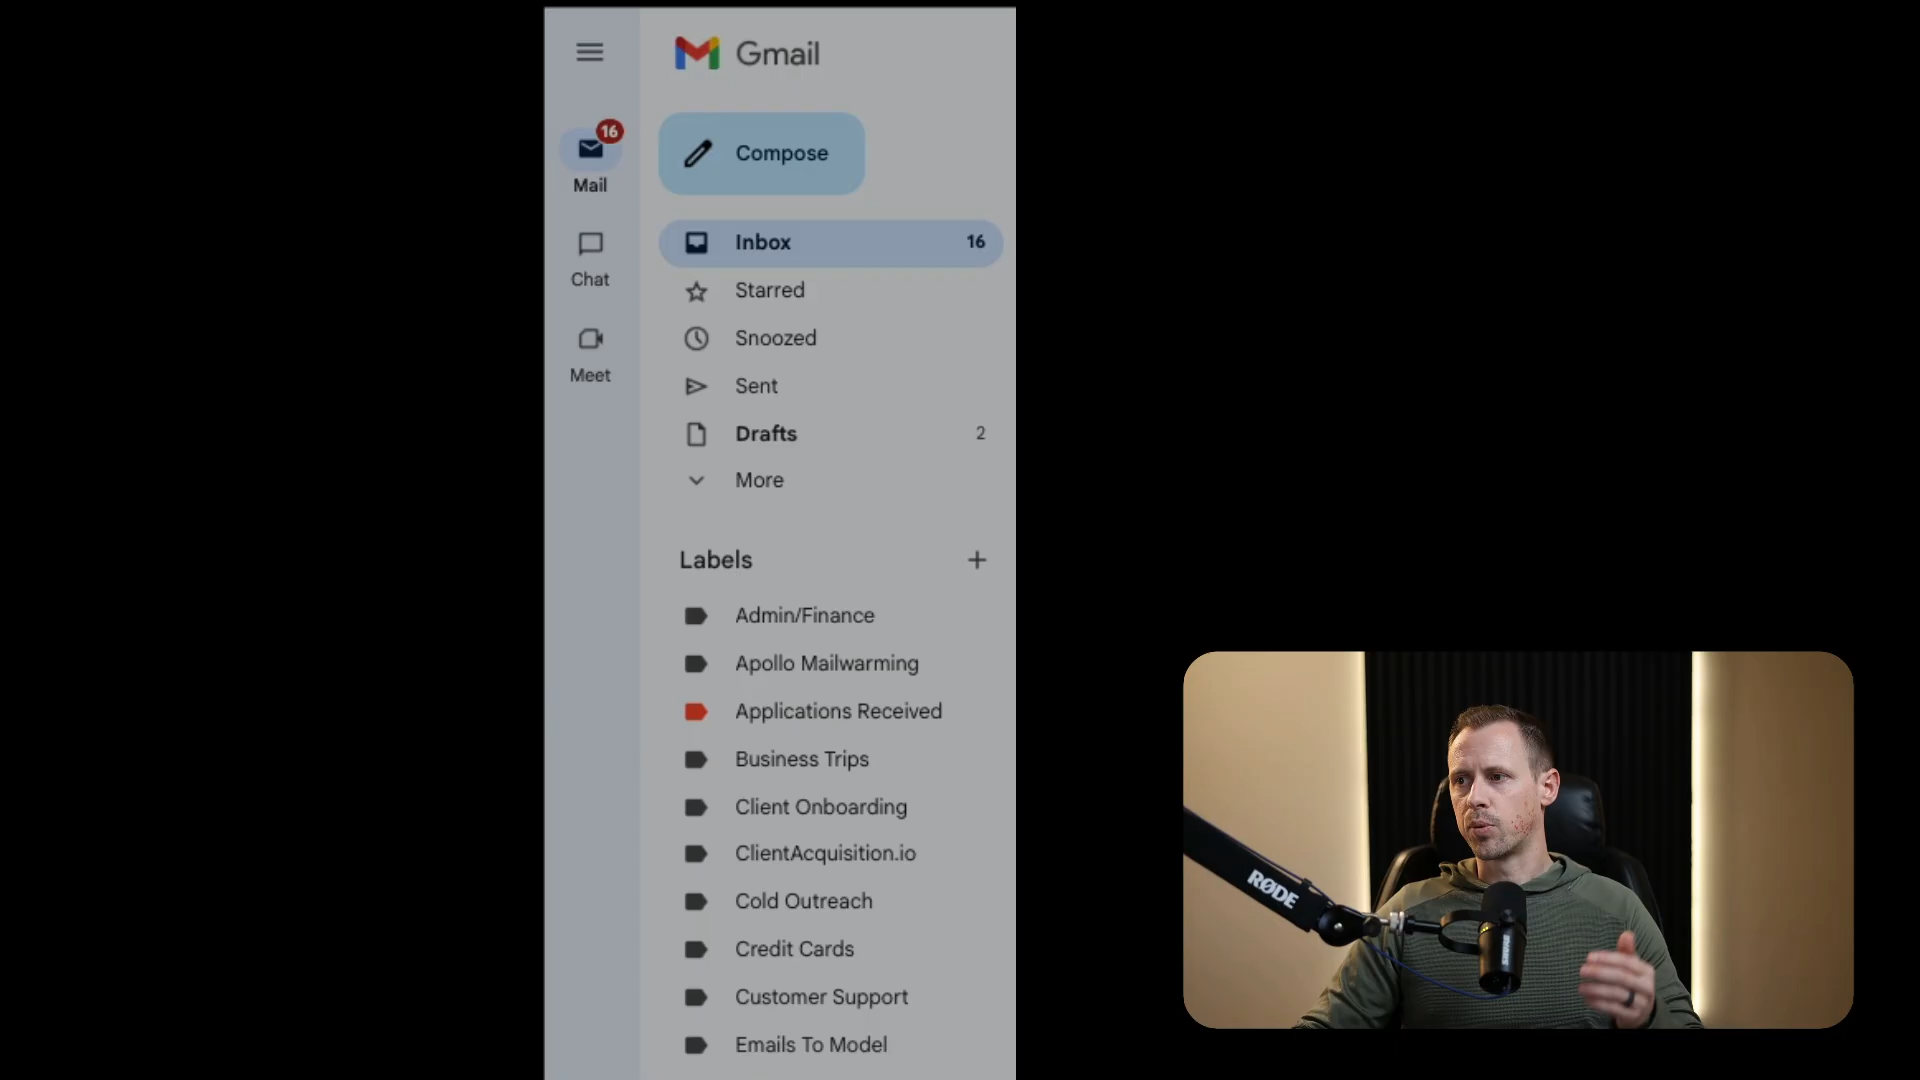 Gmail
16
Mail
Chat
Meet
Compose
Inbox 16
Starred
Snoozed
Sent
Drafts 2
More
Labels
Admin/Finance
Apollo Mailwarming
Applications Received
Business Trips
Client Onboarding
ClientAcquisition.io
Cold Outreach
Credit Cards
Customer Support
Emails To Model
RØDE
SHURE